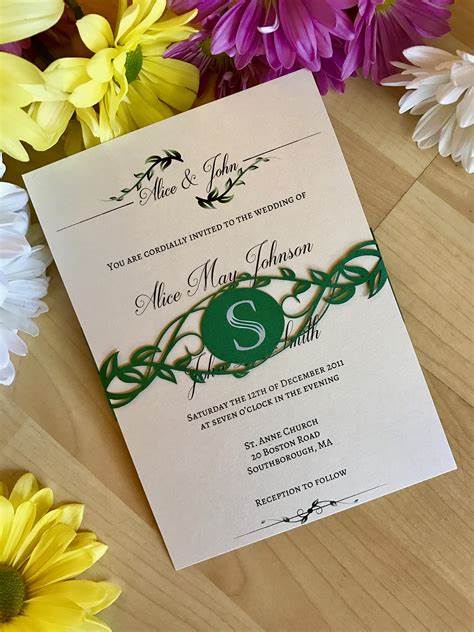 Alice & John
You are cordially invited to the wedding of
Alice May Johnson
S
Smith
Saturday the 12th of December 2011
at seven o'clock in the evening
St. Anne Church
20 Boston Road
Southborough, MA
Reception to follow